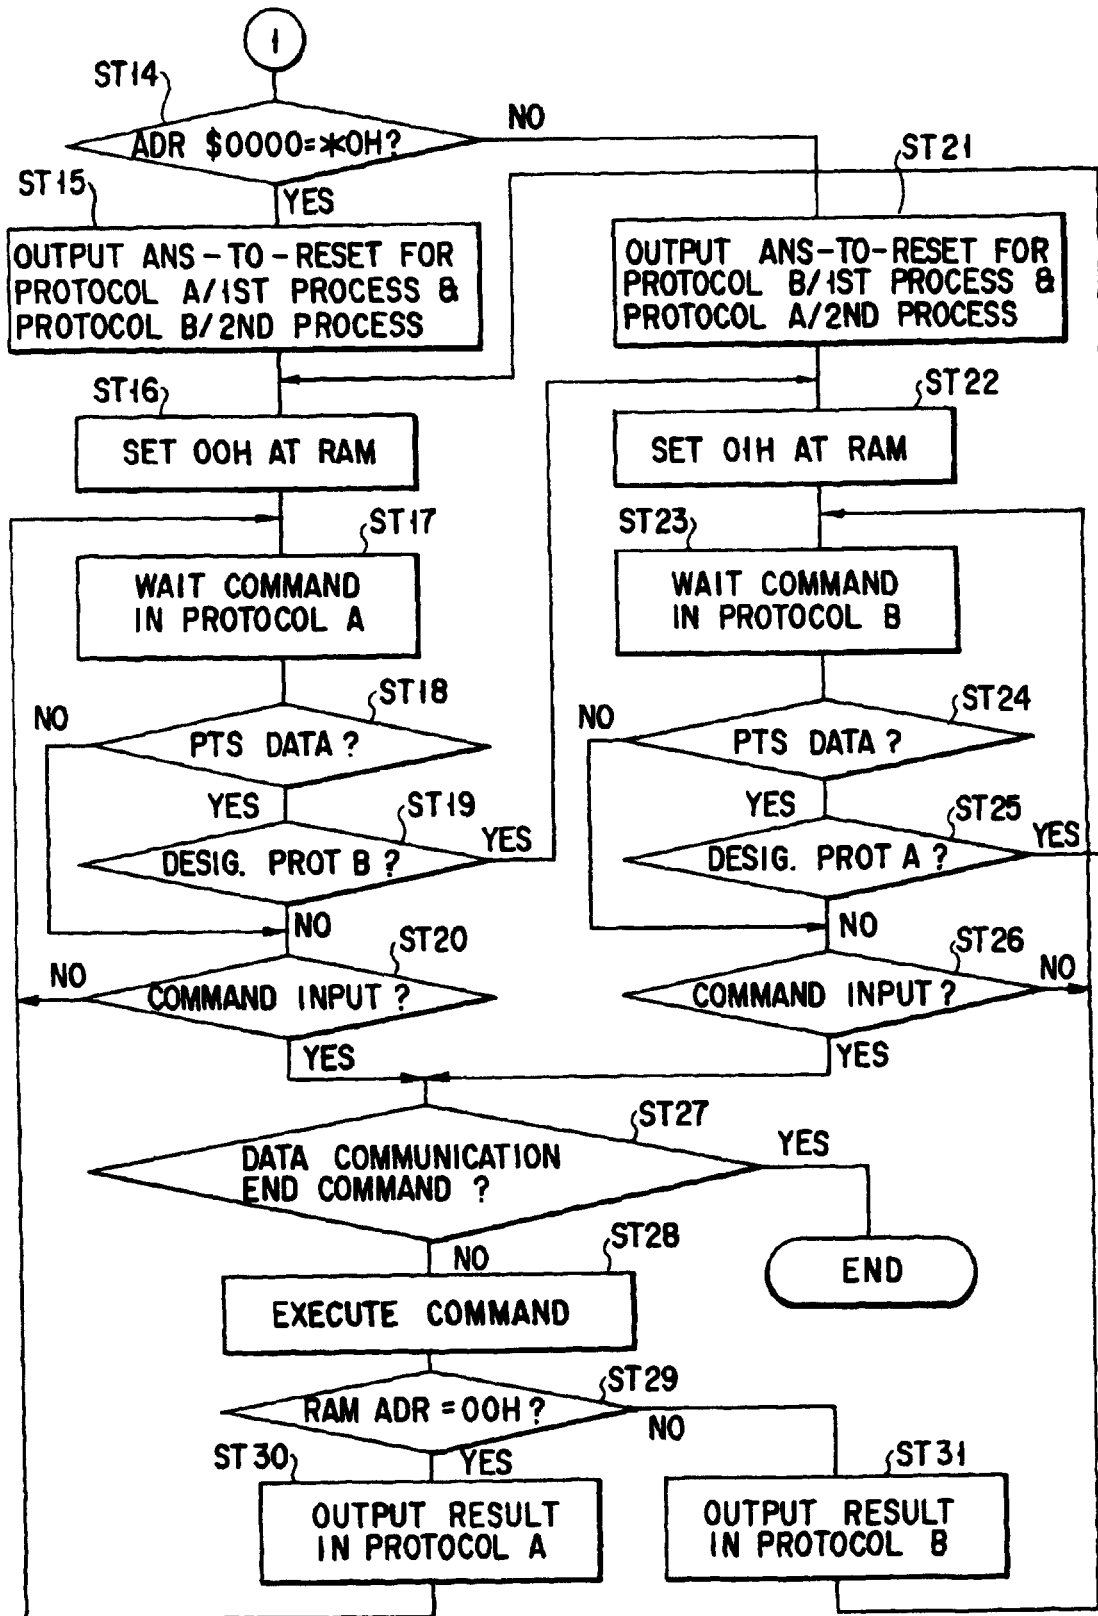 1
ST14
ADR $0000=*0H?
NO
YES
ST15
OUTPUT ANS-TO-RESET FOR
PROTOCOL A/1ST PROCESS &
PROTOCOL B/2ND PROCESS
ST21
OUTPUT ANS-TO-RESET FOR
PROTOCOL B/1ST PROCESS &
PROTOCOL A/2ND PROCESS
ST16
SET 00H AT RAM
ST22
SET 01H AT RAM
ST17
WAIT COMMAND
IN PROTOCOL A
ST23
WAIT COMMAND
IN PROTOCOL B
ST18
NO
PTS DATA ?
YES
ST24
NO
PTS DATA ?
YES
ST19
DESIG. PROT B ?
YES
NO
ST25
DESIG. PROT A ?
YES
NO
ST20
NO
COMMAND INPUT ?
YES
ST26
COMMAND INPUT ?
NO
YES
ST27
DATA COMMUNICATION
END COMMAND ?
YES
NO
END
ST28
EXECUTE COMMAND
ST29
RAM ADR = 00H ?
NO
YES
ST30
OUTPUT RESULT
IN PROTOCOL A
ST31
OUTPUT RESULT
IN PROTOCOL B